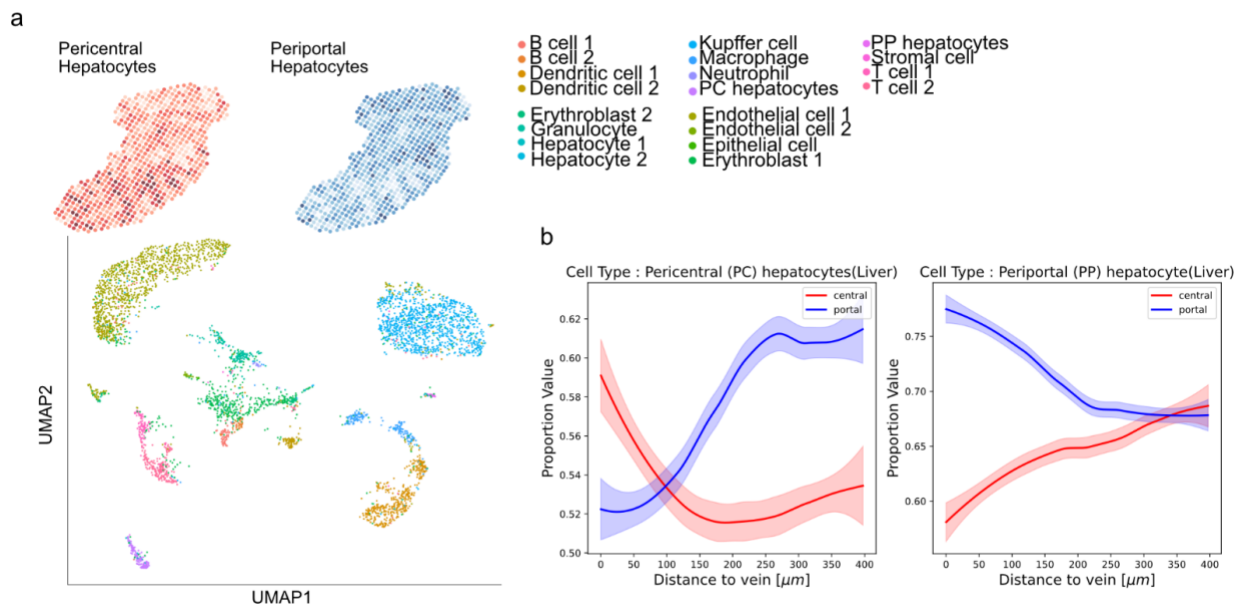 a
Pericentral
Hepatocytes
Periportal
Hepatocytes
B cell 1
B cell 2
Dendritic cell 1
Dendritic cell 2
Erythroblast 2
Granulocyte
Hepatocyte 1
Hepatocyte 2
Kupffer cell
Macrophage
Neutrophil
PC hepatocytes
Endothelial cell 1
Endothelial cell 2
Epithelial cell
Erythroblast 1
PP hepatocytes
Stromal cell
T cell 1
T cell 2
UMAP2
UMAP1
b
Cell Type : Pericentral (PC) hepatocytes(Liver)
central
portal
Proportion Value
0.62
0.60
0.58
0.56
0.54
0.52
0.50
0 50 100 150 200 250 300 350 400
Distance to vein [μm]
Cell Type : Periportal (PP) hepatocyte(Liver)
central
portal
Proportion Value
0.75
0.70
0.65
0.60
0 50 100 150 200 250 300 350 400
Distance to vein [μm]